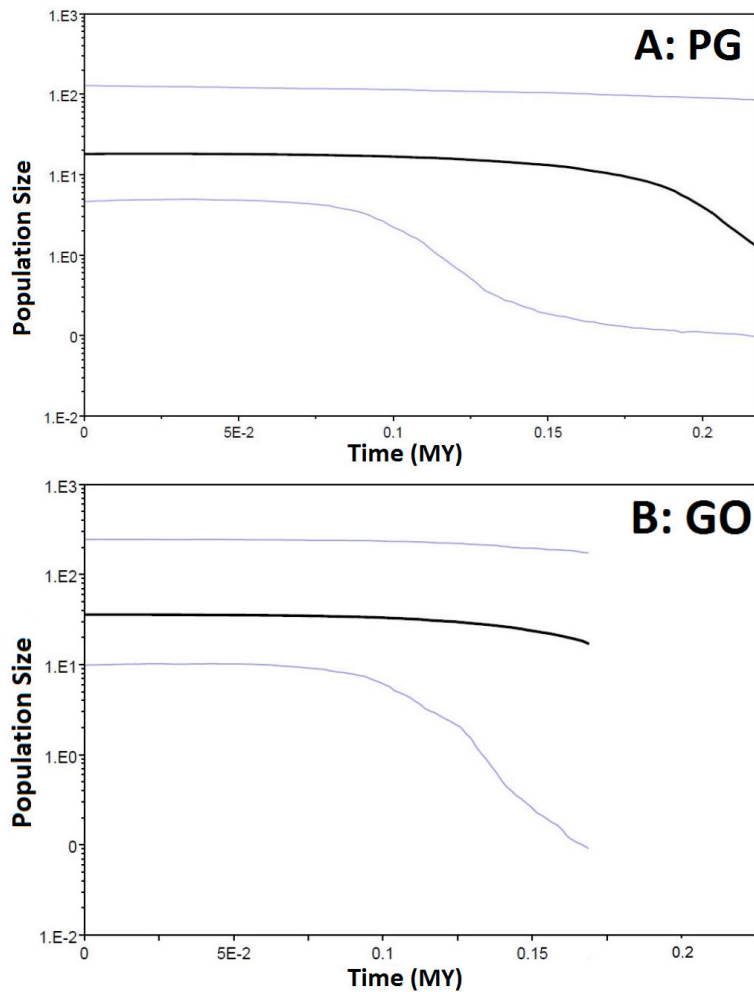 A: PG
1.E3
1.E2
1.E1
1.E0
0
1.E-2
Population Size
0
5E-2
0.1
0.15
0.2
Time (MY)
B: GO
1.E3
1.E2
1.E1
1.E0
0
1.E-2
Population Size
0
5E-2
0.1
0.15
0.2
Time (MY)